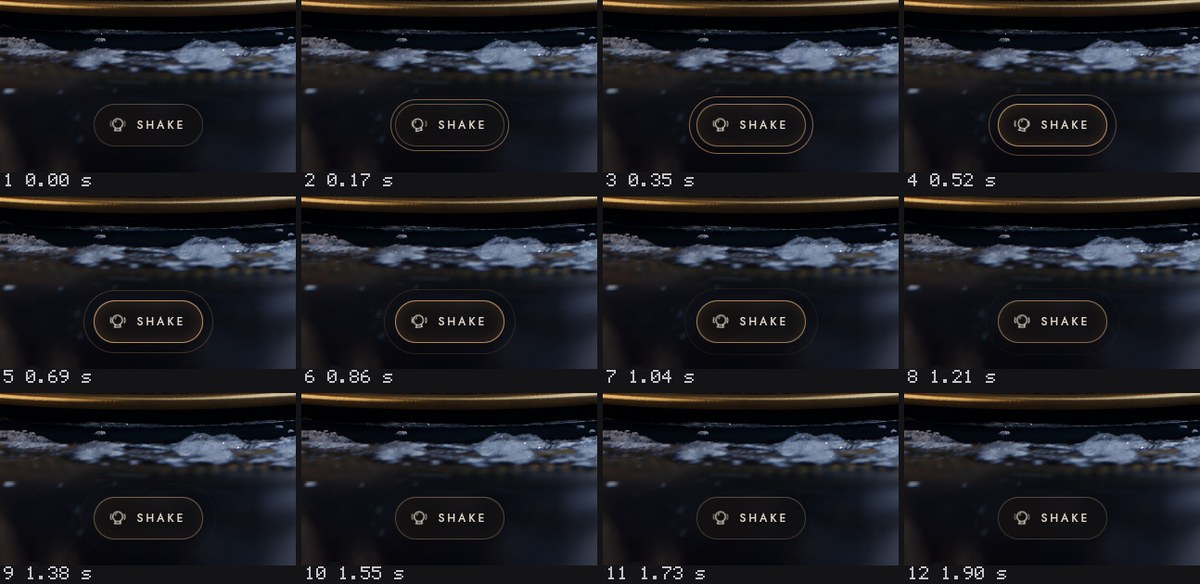 SHAKE
SHAKE
SHAKE
SHAKE
1 0.00 s
2 0.17 s
3 0.35 s
4 0.52 s
SHAKE
SHAKE
SHAKE
SHAKE
5 0.69 s
6 0.86 s
7 1.04 s
8 1.21 s
SHAKE
SHAKE
SHAKE
SHAKE
9 1.38 s
10 1.55 s
11 1.73 s
12 1.90 s